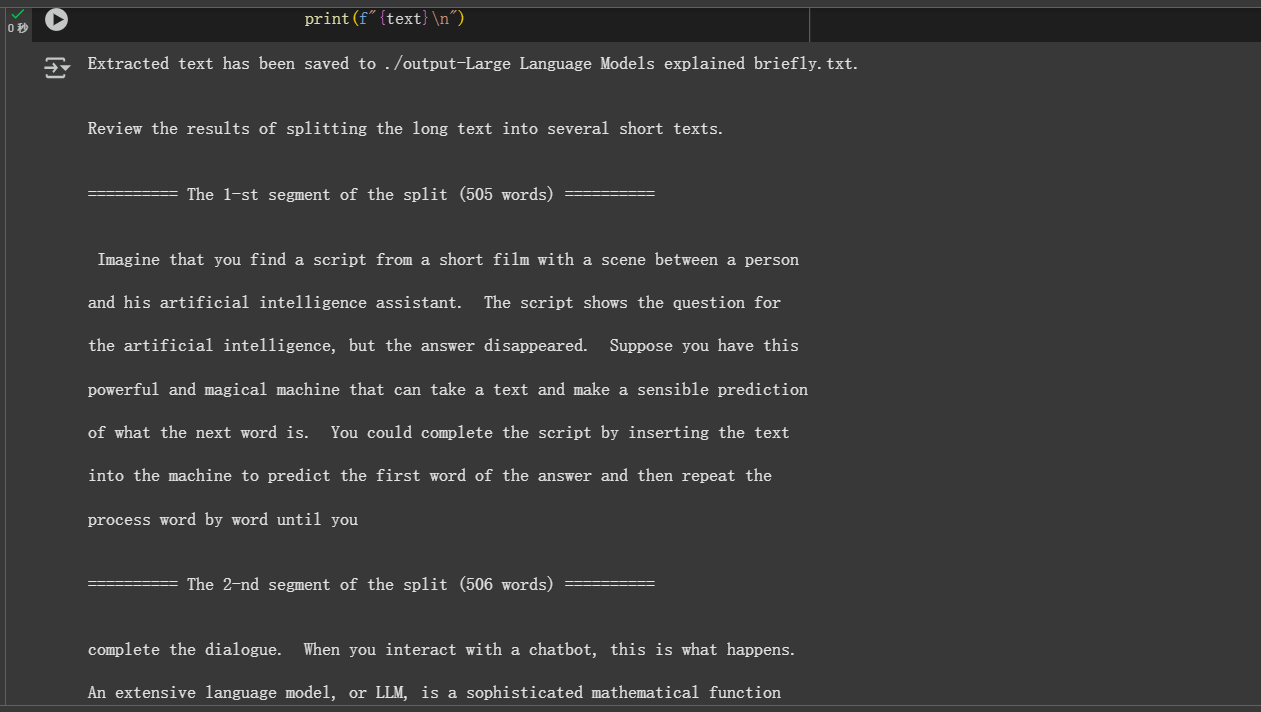 print(f"{text}\n")
0 秒
Extracted text has been saved to ./output-Large Language Models explained briefly.txt.
Review the results of splitting the long text into several short texts.
========== The 1-st segment of the split (505 words) ==========
Imagine that you find a script from a short film with a scene between a person
and his artificial intelligence assistant.  The script shows the question for
the artificial intelligence, but the answer disappeared.  Suppose you have this
powerful and magical machine that can take a text and make a sensible prediction
of what the next word is.  You could complete the script by inserting the text
into the machine to predict the first word of the answer and then repeat the
process word by word until you
========== The 2-nd segment of the split (506 words) ==========
complete the dialogue.  When you interact with a chatbot, this is what happens.
An extensive language model, or LLM, is a sophisticated mathematical function